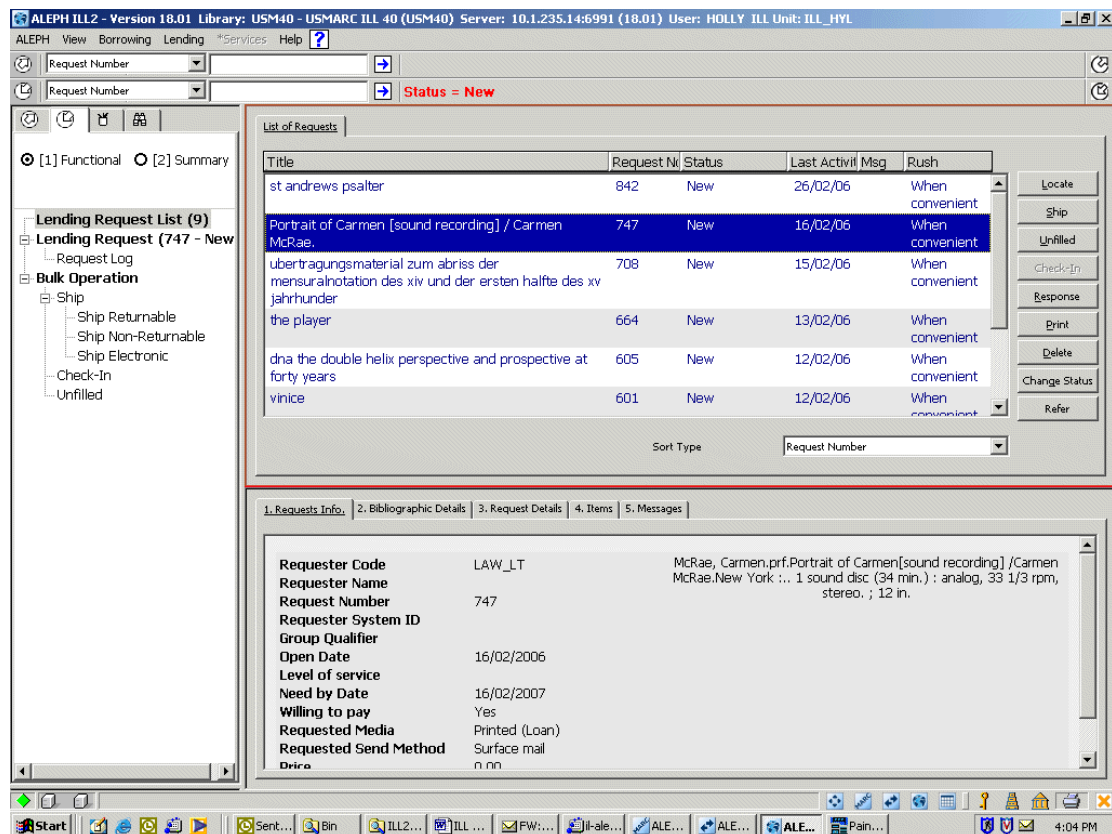 ALEPH ILL2 - Version 18.01 Library: USM40 - USMARC ILL 40 (USM40) Server: 10.1.235.14:6991 (18.01) User: HOLLY ILL Unit: ILL_HYL
ALEPH View Borrowing Lending *Services Help ?
Request Number
Request Number Status = New
[1] Functional [2] Summary
Lending Request List (9)
Lending Request (747 - New
Request Log
Bulk Operation
Ship
Ship Returnable
Ship Non-Returnable
Ship Electronic
Check-In
Unfilled
List of Requests
Title Request Nu Status Last Activit Msg Rush
st andrews psalter 842 New 26/02/06 When
convenient
Portrait of Carmen [sound recording] / Carmen 747 New 16/02/06 When
McRae. convenient
ubertragungsmaterial zum abriss der 708 New 15/02/06 When
mensuralnotation des xiv und der ersten halfte des xv convenient
jahrhunder
the player 664 New 13/02/06 When
convenient
dna the double helix perspective and prospective at 605 New 12/02/06 When
forty years convenient
vinice 601 New 12/02/06 When
convenient
Locate
Ship
Unfilled
Check-In
Response
Print
Delete
Change Status
Refer
Sort Type Request Number
1. Requests Info. 2. Bibliographic Details 3. Request Details 4. Items 5. Messages
Requester Code LAW_LT
Requester Name
Request Number 747
Requester System ID
Group Qualifier
Open Date 16/02/2006
Level of service
Need by Date 16/02/2007
Willing to pay Yes
Requested Media Printed (Loan)
Requested Send Method Surface mail
Price 0.00
McRae, Carmen.prf.Portrait of Carmen[sound recording] /Carmen
McRae.New York :.. 1 sound disc (34 min.) : analog, 33 1/3 rpm,
stereo. ; 12 in.
Start Sent... Bin ILL2... ILL ... FW:... jil-ale... ALE... ALE... ALE... Pain... 4:04 PM